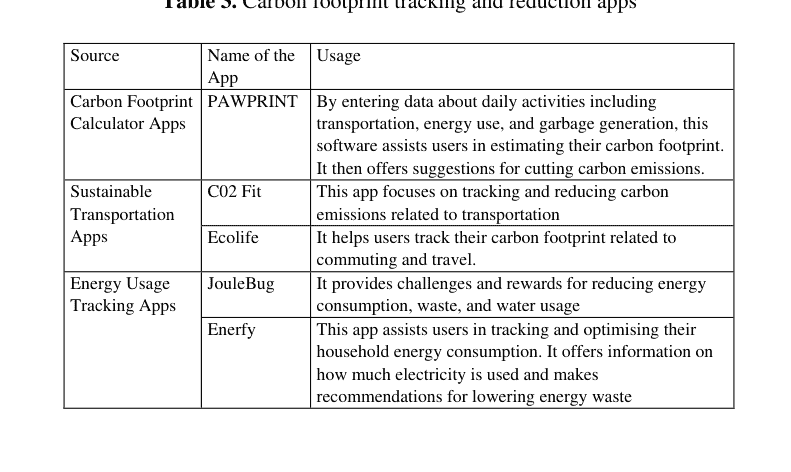 Table 3. Carbon footprint tracking and reduction apps
Source
Name of the
App
Usage
Carbon Footprint
Calculator Apps
PAWPRINT
By entering data about daily activities including
transportation, energy use, and garbage generation, this
software assists users in estimating their carbon footprint.
It then offers suggestions for cutting carbon emissions.
Sustainable
Transportation
Apps
C02 Fit
This app focuses on tracking and reducing carbon
emissions related to transportation
Ecolife
It helps users track their carbon footprint related to
commuting and travel.
Energy Usage
Tracking Apps
JouleBug
It provides challenges and rewards for reducing energy
consumption, waste, and water usage
Enerfy
This app assists users in tracking and optimising their
household energy consumption. It offers information on
how much electricity is used and makes
recommendations for lowering energy waste